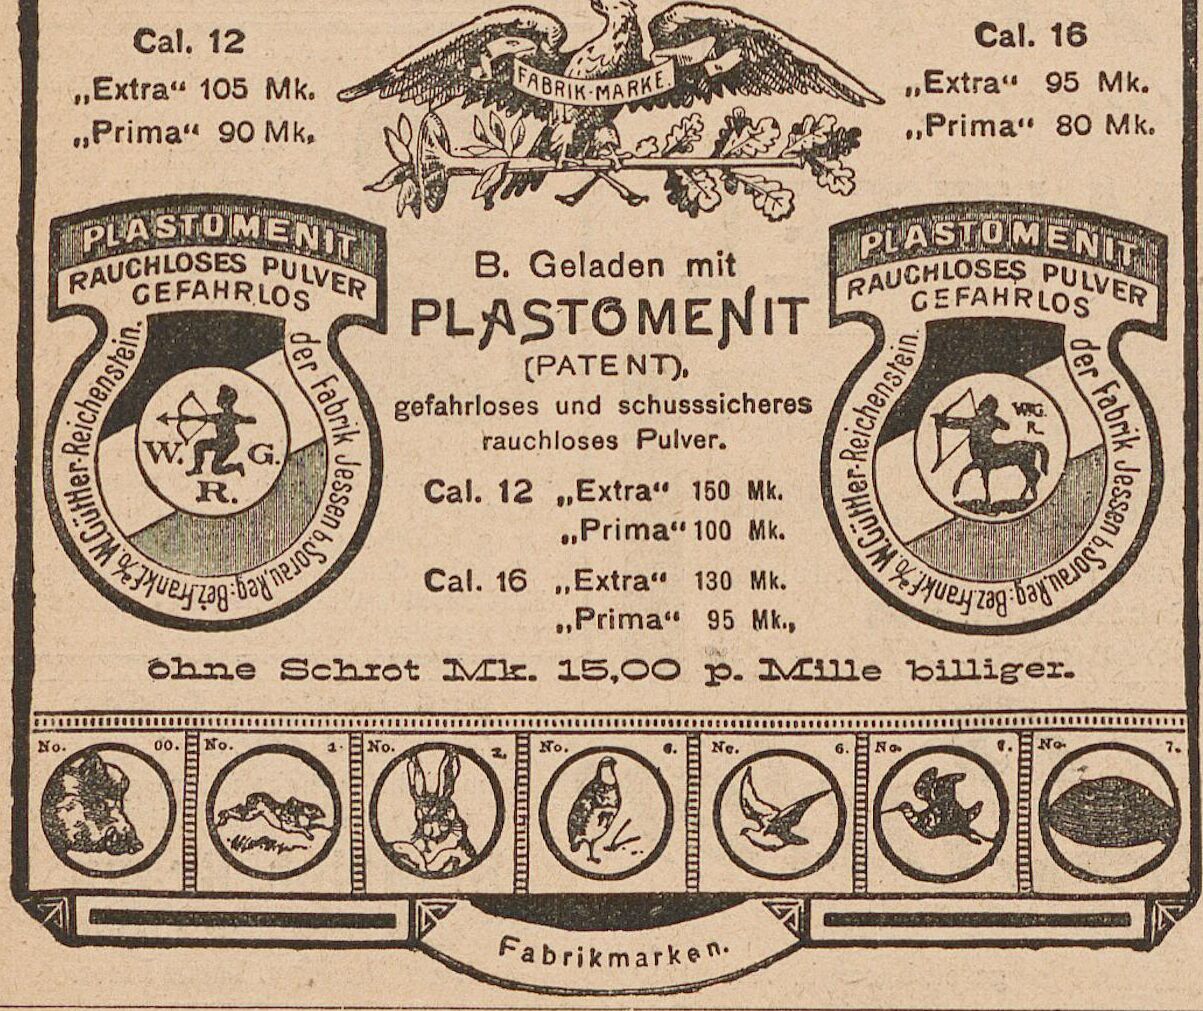 Cal. 12
„Extra“ 105 Mk.
„Prima“ 90 Mk.
FABRIK-MARKE.
Cal. 16
„Extra“ 95 Mk.
„Prima“ 80 Mk.
PLASTOMENIT
RAUCHLOSES PULVER
GEFAHRLOS
der Fabrik Jessen b. Sorau, Reg: Bez. Frankf. a/O W. Güttler-Reichenstein.
W. G.
R.
B. Geladen mit
PLASTOMENIT
(PATENT),
gefahrloses und schusssicheres
rauchloses Pulver.
Cal. 12 „Extra“ 150 Mk.
„Prima“ 100 Mk.
Cal. 16 „Extra“ 130 Mk.
„Prima“ 95 Mk.,
PLASTOMENIT
RAUCHLOSES PULVER
GEFAHRLOS
der Fabrik Jessen b. Sorau, Reg: Bez. Frankf. a/O W. Güttler-Reichenstein.
W. G.
R.
ohne Schrot Mk. 15,00 p. Mille billiger.
No. 00. No. 1. No. 2. No. No. 6. No. No. 7.
Fabrikmarken.